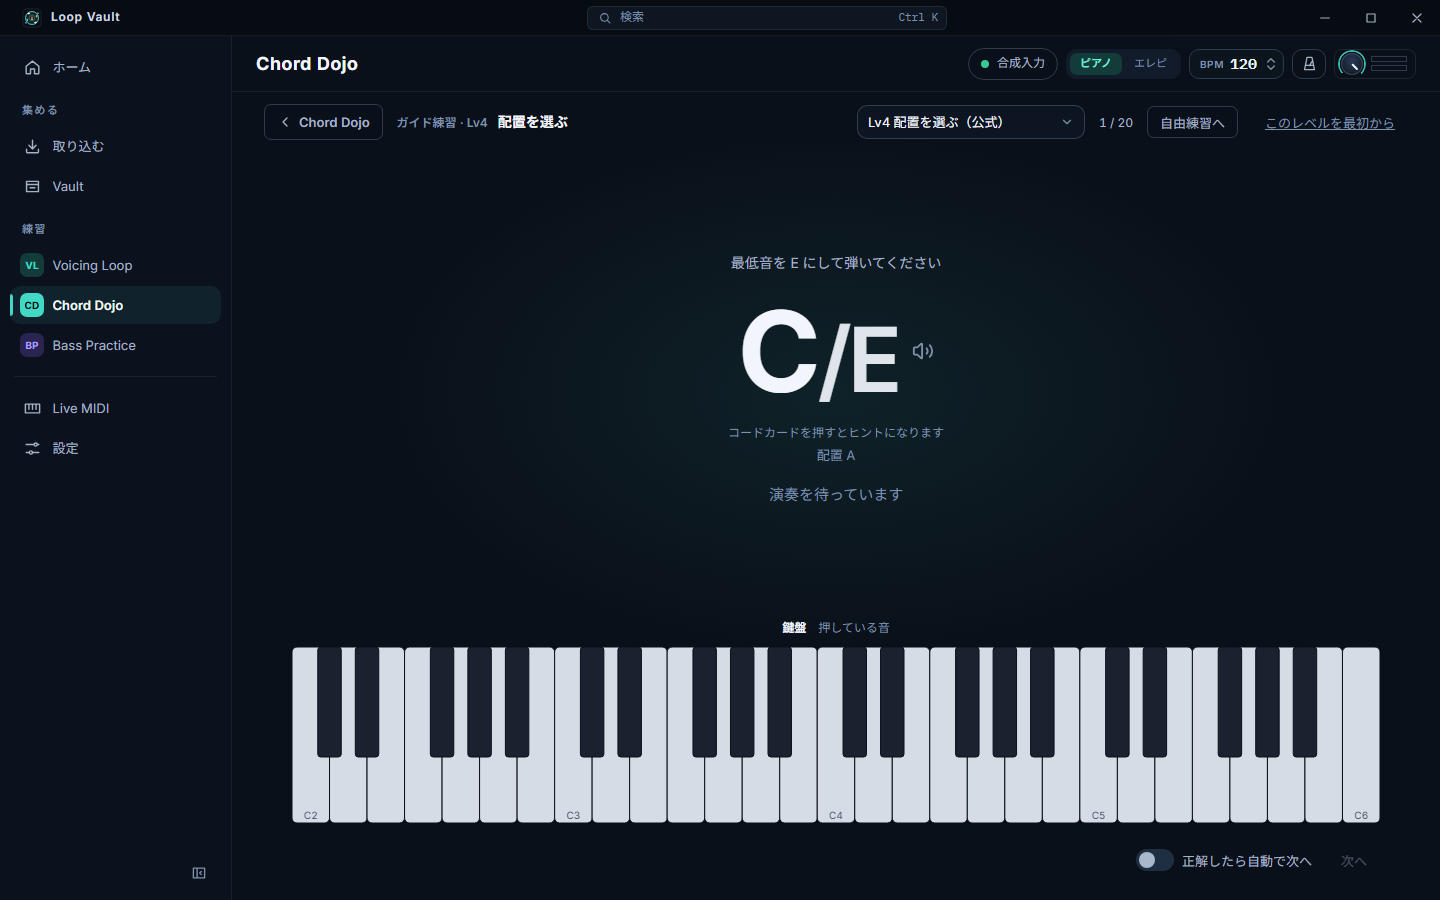 Loop Vault
検索
Ctrl K
ホーム
集める
取り込む
Vault
練習
VL Voicing Loop
CD Chord Dojo
BP Bass Practice
Live MIDI
設定
Chord Dojo
合成入力
ピアノ
エレピ
BPM 120
Chord Dojo
ガイド練習 · Lv4 配置を選ぶ
Lv4 配置を選ぶ（公式）
1 / 20
自由練習へ
このレベルを最初から
最低音を E にして弾いてください
C/E
コードカードを押すとヒントになります
配置 A
演奏を待っています
鍵盤 押している音
C2 C3 C4 C5 C6
正解したら自動で次へ
次へ